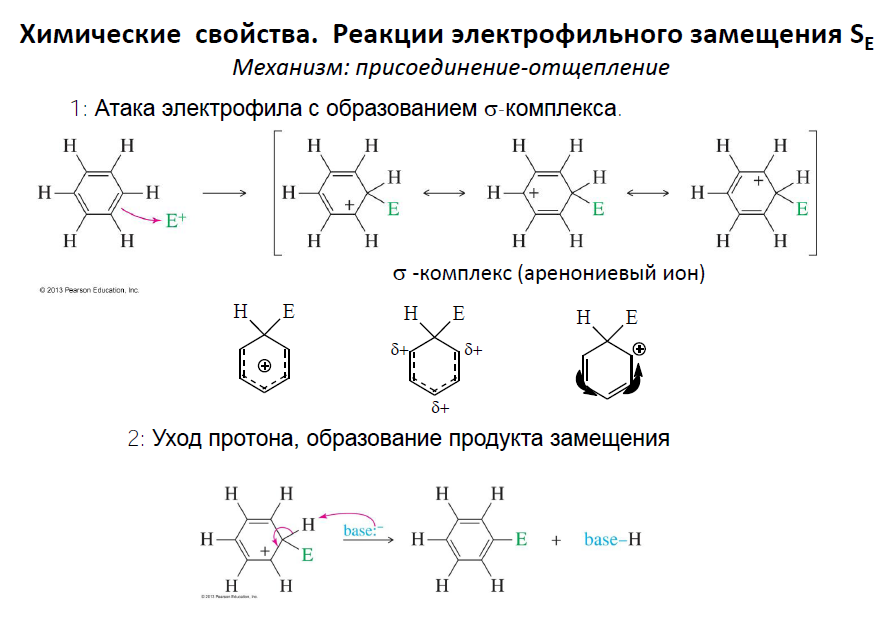 Химические свойства. Реакции электрофильного замещения SE
Механизм: присоединение-отщепление
1: Атака электрофила с образованием σ-комплекса.
H H H H H H H H
H H H H H H H
+ + +
E+ E E E
H H H H H H H H
σ -комплекс (аренониевый ион)
© 2013 Pearson Education, Inc.
H E H E H E
δ+ δ+ ⊕
⊕
δ+
2: Уход протона, образование продукта замещения
H H H H
H base:⁻
H H E + base–H
+ E
H H H H
© 2013 Pearson Education, Inc.